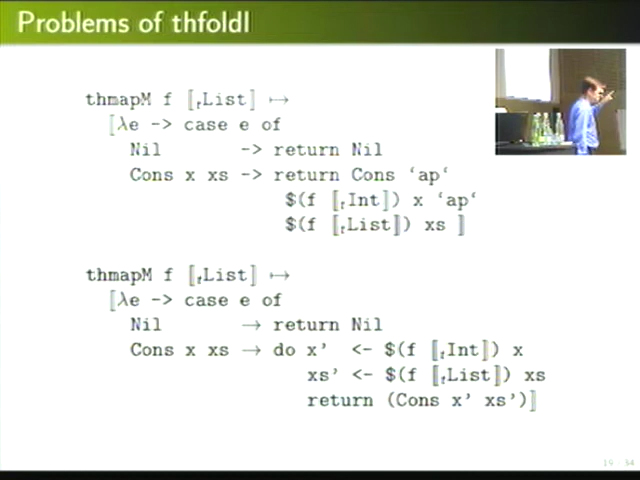 Problems of thfoldl
thmapM f ⟦ₜList⟧ ↦
⟦λe -> case e of
Nil -> return Nil
Cons x xs -> return Cons ‘ap‘
$(f ⟦ₜInt⟧) x ‘ap‘
$(f ⟦ₜList⟧) xs ⟧
thmapM f ⟦ₜList⟧ ↦
⟦λe -> case e of
Nil → return Nil
Cons x xs → do x’ <- $(f ⟦ₜInt⟧) x
xs’ <- $(f ⟦ₜList⟧) xs
return (Cons x’ xs’)⟧
19 / 34